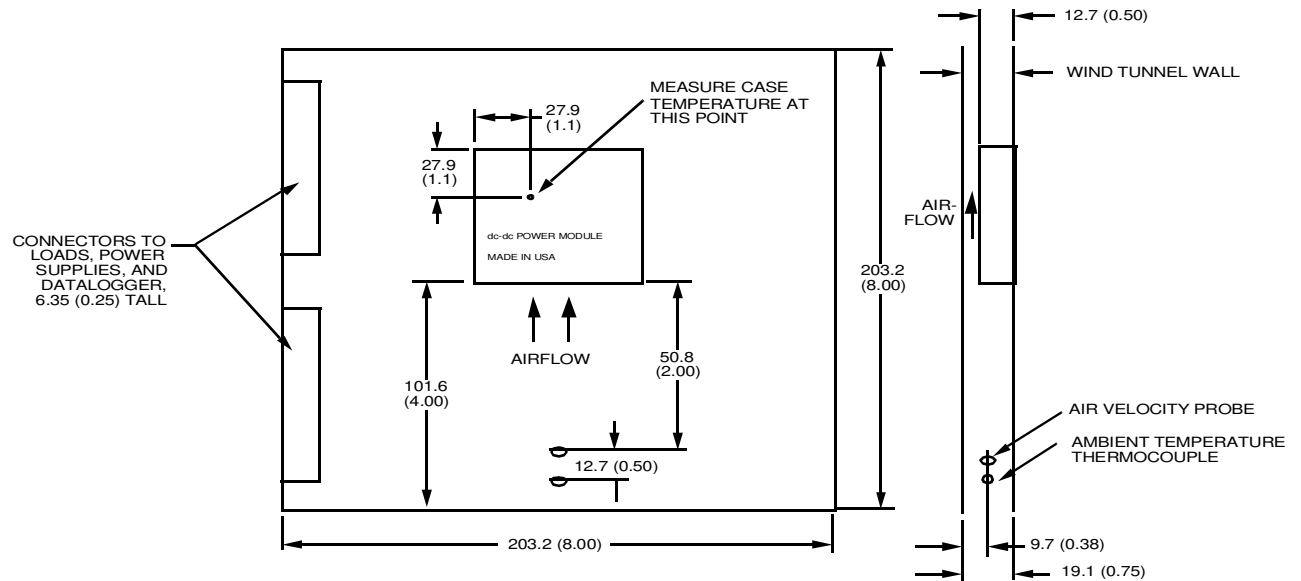 12.7 (0.50)
WIND TUNNEL WALL
MEASURE CASE
TEMPERATURE AT
THIS POINT
27.9
(1.1)
27.9
(1.1)
AIR-
FLOW
dc-dc POWER MODULE
MADE IN USA
CONNECTORS TO
LOADS, POWER
SUPPLIES, AND
DATALOGGER,
6.35 (0.25) TALL
203.2
(8.00)
AIRFLOW
50.8
(2.00)
101.6
(4.00)
AIR VELOCITY PROBE
AMBIENT TEMPERATURE
THERMOCOUPLE
12.7 (0.50)
203.2 (8.00)
9.7 (0.38)
19.1 (0.75)